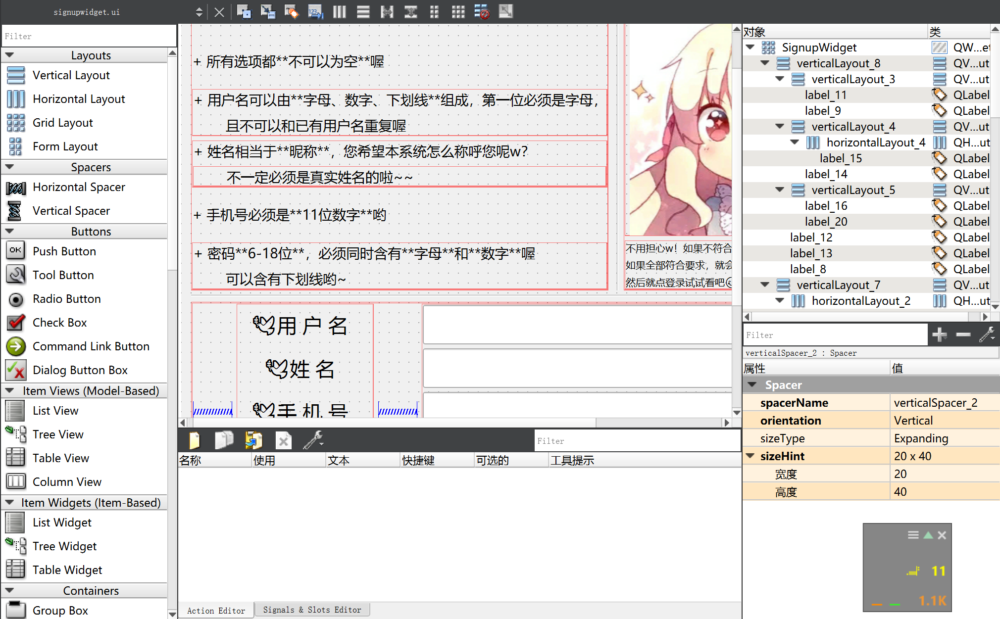 signupwidget.ui
Filter
Layouts
Vertical Layout
Horizontal Layout
Grid Layout
Form Layout
Spacers
Horizontal Spacer
Vertical Spacer
Buttons
Push Button
Tool Button
Radio Button
Check Box
Command Link Button
Dialog Button Box
Item Views (Model-Based)
List View
Tree View
Table View
Column View
Item Widgets (Item-Based)
List Widget
Tree Widget
Table Widget
Containers
Group Box
+ 所有选项都**不可以为空**喔
+ 用户名可以由**字母、数字、下划线**组成，第一位必须是字母，
且不可以和已有用户名重复喔
+ 姓名相当于**昵称**，您希望本系统怎么称呼您呢w？
不一定必须是真实姓名的啦~~
+ 手机号必须是**11位数字**哟
+ 密码**6-18位**，必须同时含有**字母**和**数字**喔
可以含有下划线哟~
不用担心w！如果不符合
如果全部符合要求，就会
然后就点登录试试看吧
用 户 名
姓 名
手 机 号
Filter
名称 使用 文本 快捷键 可选的 工具提示
Action Editor Signals & Slots Editor
对象 类
SignupWidget QW...et
verticalLayout_8 QV...ut
verticalLayout_3 QV...ut
label_11 QLabel
label_9 QLabel
verticalLayout_4 QV...ut
horizontalLayout_4 QH...ut
label_15 QLabel
label_14 QLabel
verticalLayout_5 QV...ut
label_16 QLabel
label_20 QLabel
label_12 QLabel
label_13 QLabel
label_8 QLabel
verticalLayout_7 QV...ut
horizontalLayout_2 QH...ut
Filter
verticalSpacer_2 : Spacer
属性 值
Spacer
spacerName verticalSpacer_2
orientation Vertical
sizeType Expanding
sizeHint 20 x 40
宽度 20
高度 40
11
1.1K